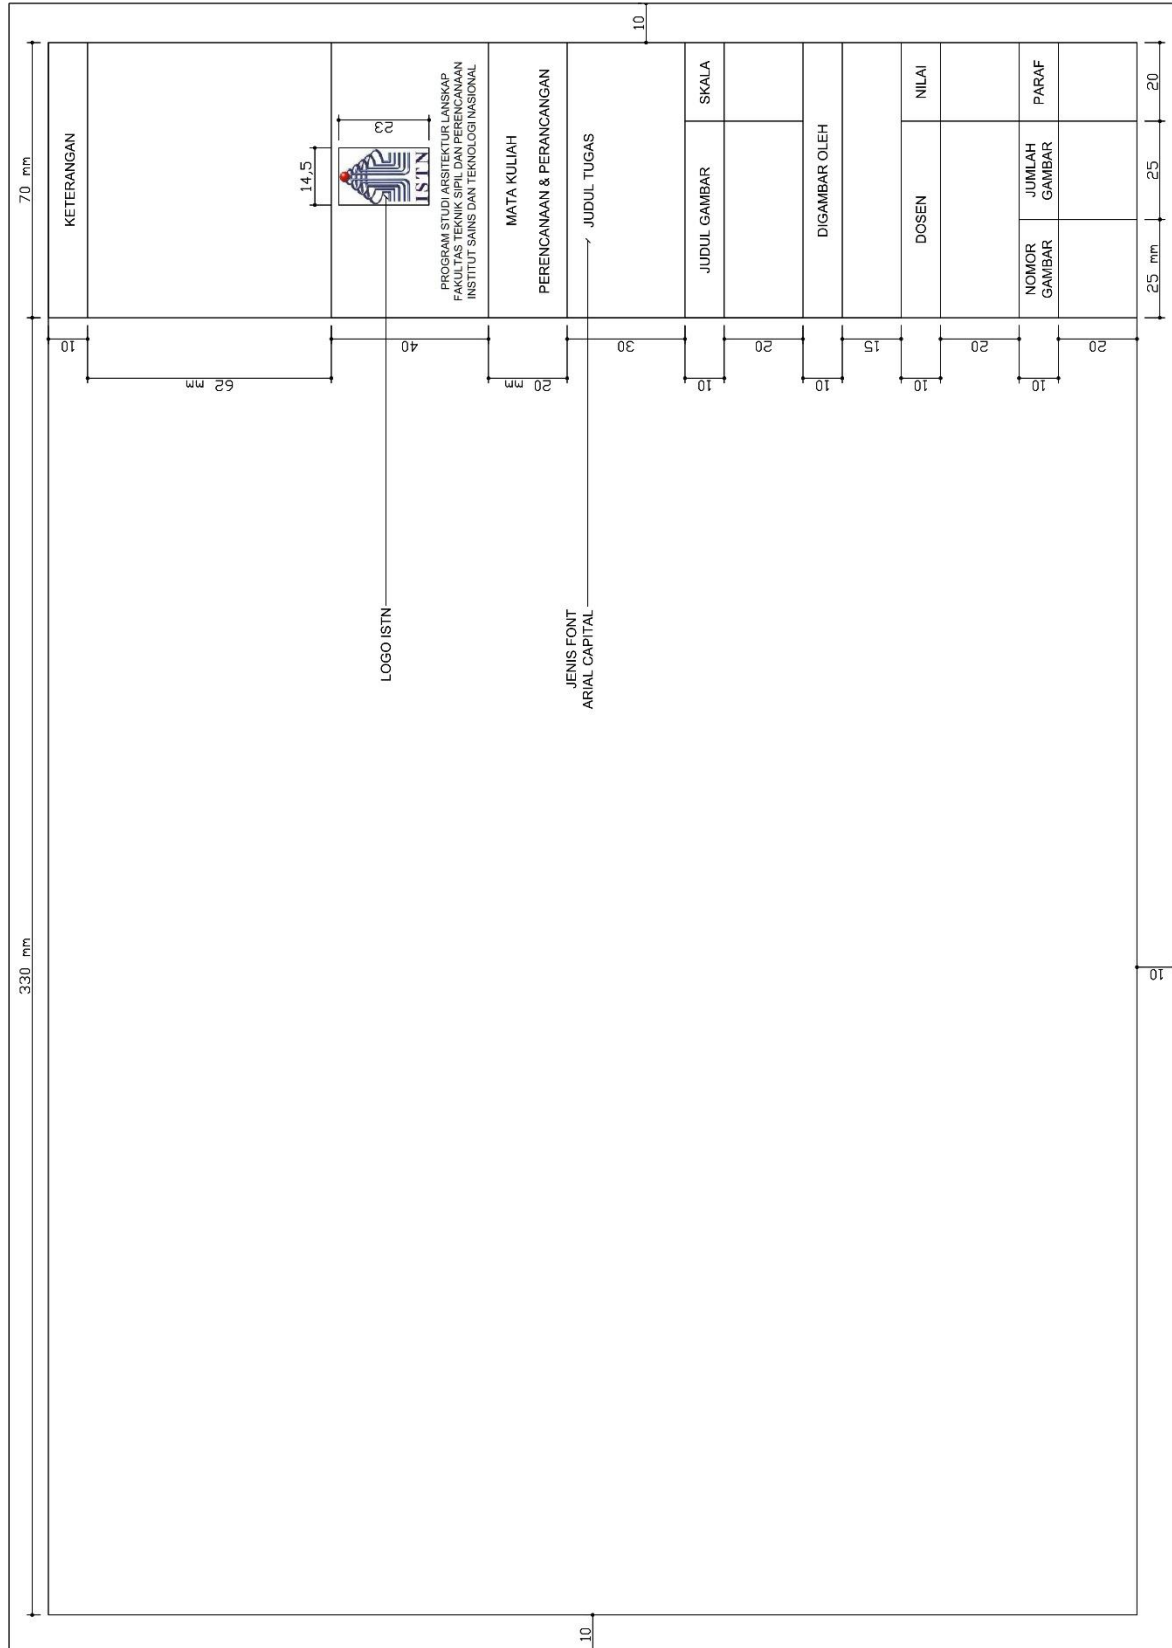 330 mm
70 mm
KETERANGAN
10
62 mm
14,5
23
ISTN
LOGO ISTN
PROGRAM STUDI ARSITEKTUR LANSKAP
FAKULTAS TEKNIK SIPIL DAN PERENCANAAN
INSTITUT SAINS DAN TEKNOLOGI NASIONAL
40
MATA KULIAH
PERENCANAAN & PERANCANGAN
20 mm
JUDUL TUGAS
JENIS FONT
ARIAL CAPITAL
30
JUDUL GAMBAR
SKALA
10
20
DIGAMBAR OLEH
10
15
DOSEN
NILAI
10
20
NOMOR
GAMBAR
JUMLAH
GAMBAR
PARAF
10
20
25 mm
25
20
10
10
10